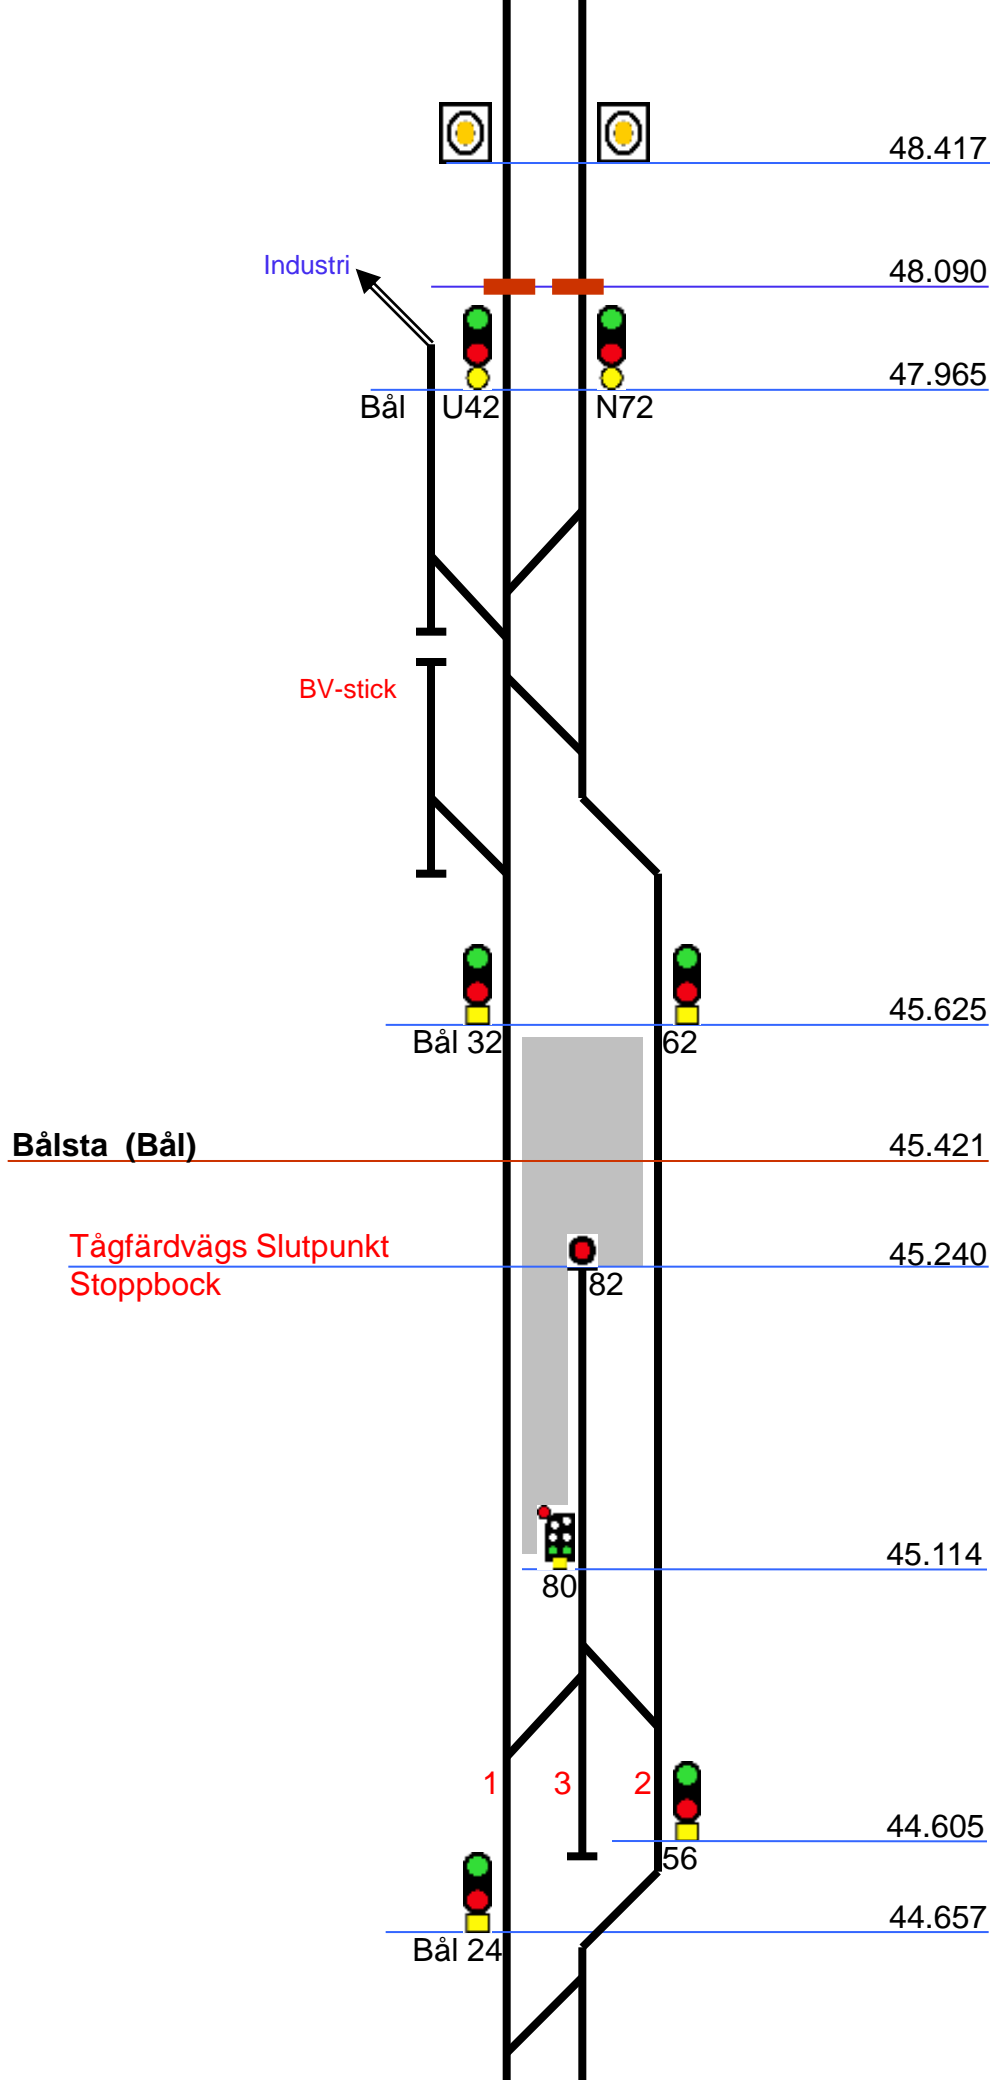 48.417
Industri
48.090
47.965
Bål U42 N72
BV-stick
45.625
Bål 32 62
Bålsta (Bål) 45.421
Tågfärdvägs Slutpunkt 45.240
Stoppbock 82
45.114
80
1 3 2
44.605
56
44.657
Bål 24